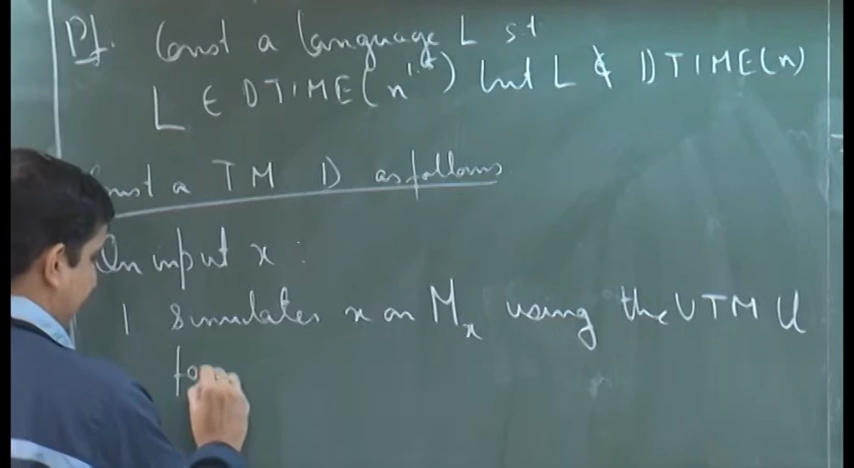 Pf. Const a language L st
L ∈ DTIME(n^1.5) but L ∉ DTIME(n)
Const a TM D as follows
On input x :
1 Simulates x on M_x using the UTM U
fo